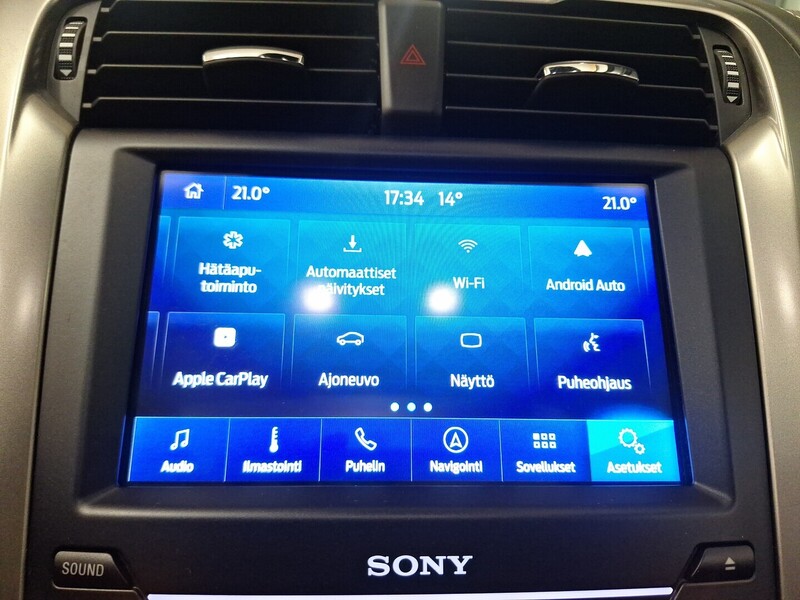 21.0°
17:34 14°
21.0°
Hätäapu-
toiminto
Automaattiset
päivitykset
Wi-Fi
Android Auto
Apple CarPlay
Ajoneuvo
Näyttö
Puheohjaus
Audio
Ilmastointi
Puhelin
Navigointi
Sovellukset
Asetukset
SOUND
SONY